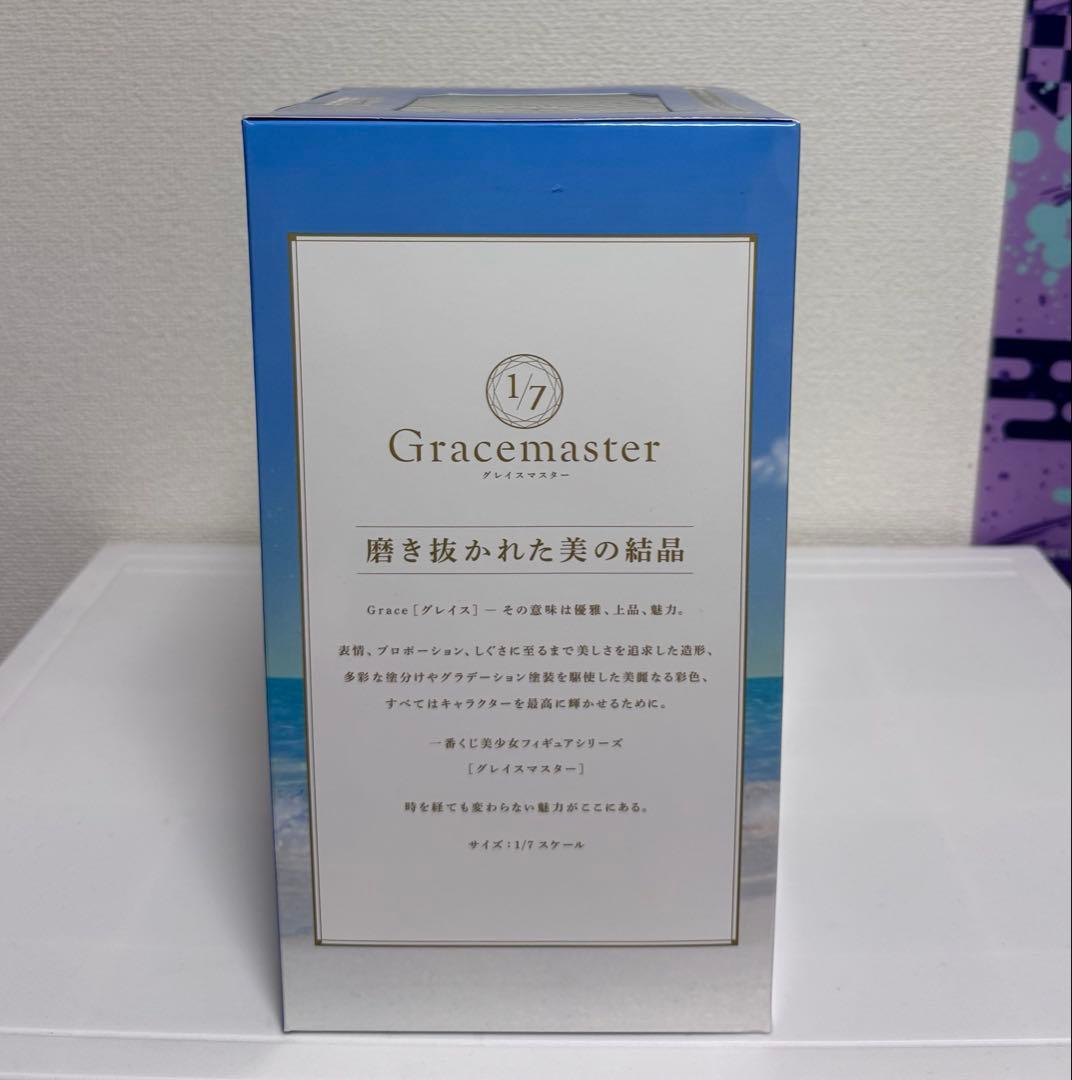 1/7
Gracemaster
グレイスマスター
磨き抜かれた美の結晶
Grace［グレイス］— その意味は優雅、上品、魅力。
表情、プロポーション、しぐさに至るまで美しさを追求した造形、
多彩な塗分けやグラデーション塗装を駆使した美麗なる彩色、
すべてはキャラクターを最高に輝かせるために。
一番くじ美少女フィギュアシリーズ
［グレイスマスター］
時を経ても変わらない魅力がここにある。
サイズ：1/7 スケール